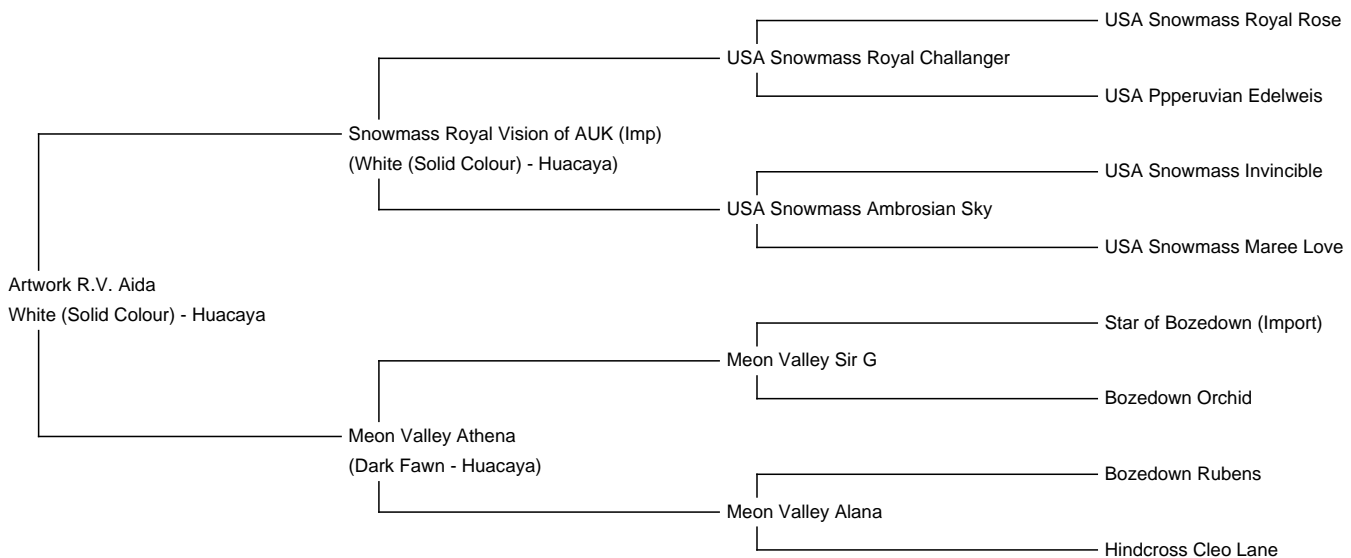 USA Snowmass Royal Rose
USA Snowmass Royal Challanger
USA Ppperuvian Edelweis
Snowmass Royal Vision of AUK (Imp)
(White (Solid Colour) - Huacaya)
USA Snowmass Invincible
USA Snowmass Ambrosian Sky
USA Snowmass Maree Love
Artwork R.V. Aida
White (Solid Colour) - Huacaya
Star of Bozedown (Import)
Meon Valley Sir G
Bozedown Orchid
Meon Valley Athena
(Dark Fawn - Huacaya)
Bozedown Rubens
Meon Valley Alana
Hindcross Cleo Lane